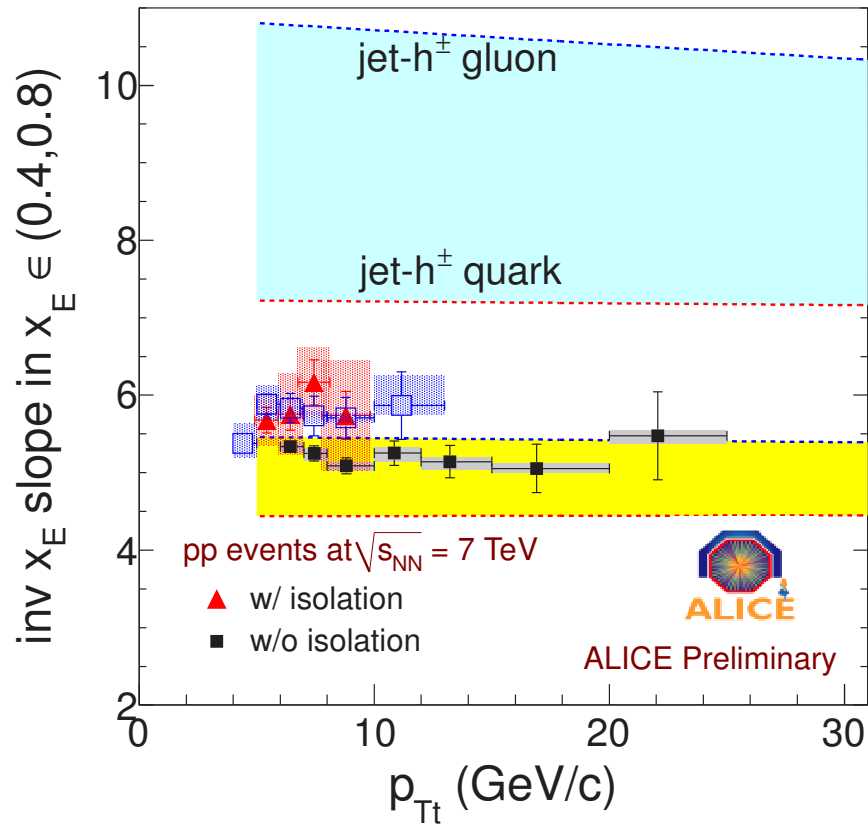 jet-h± gluon
jet-h± quark
pp events at √s_NN = 7 TeV
w/ isolation
w/o isolation
ALICE
ALICE Preliminary
inv x_E slope in x_E ∈ (0.4,0.8)
10
8
6
4
2
0 10 20 30
p_Tt (GeV/c)